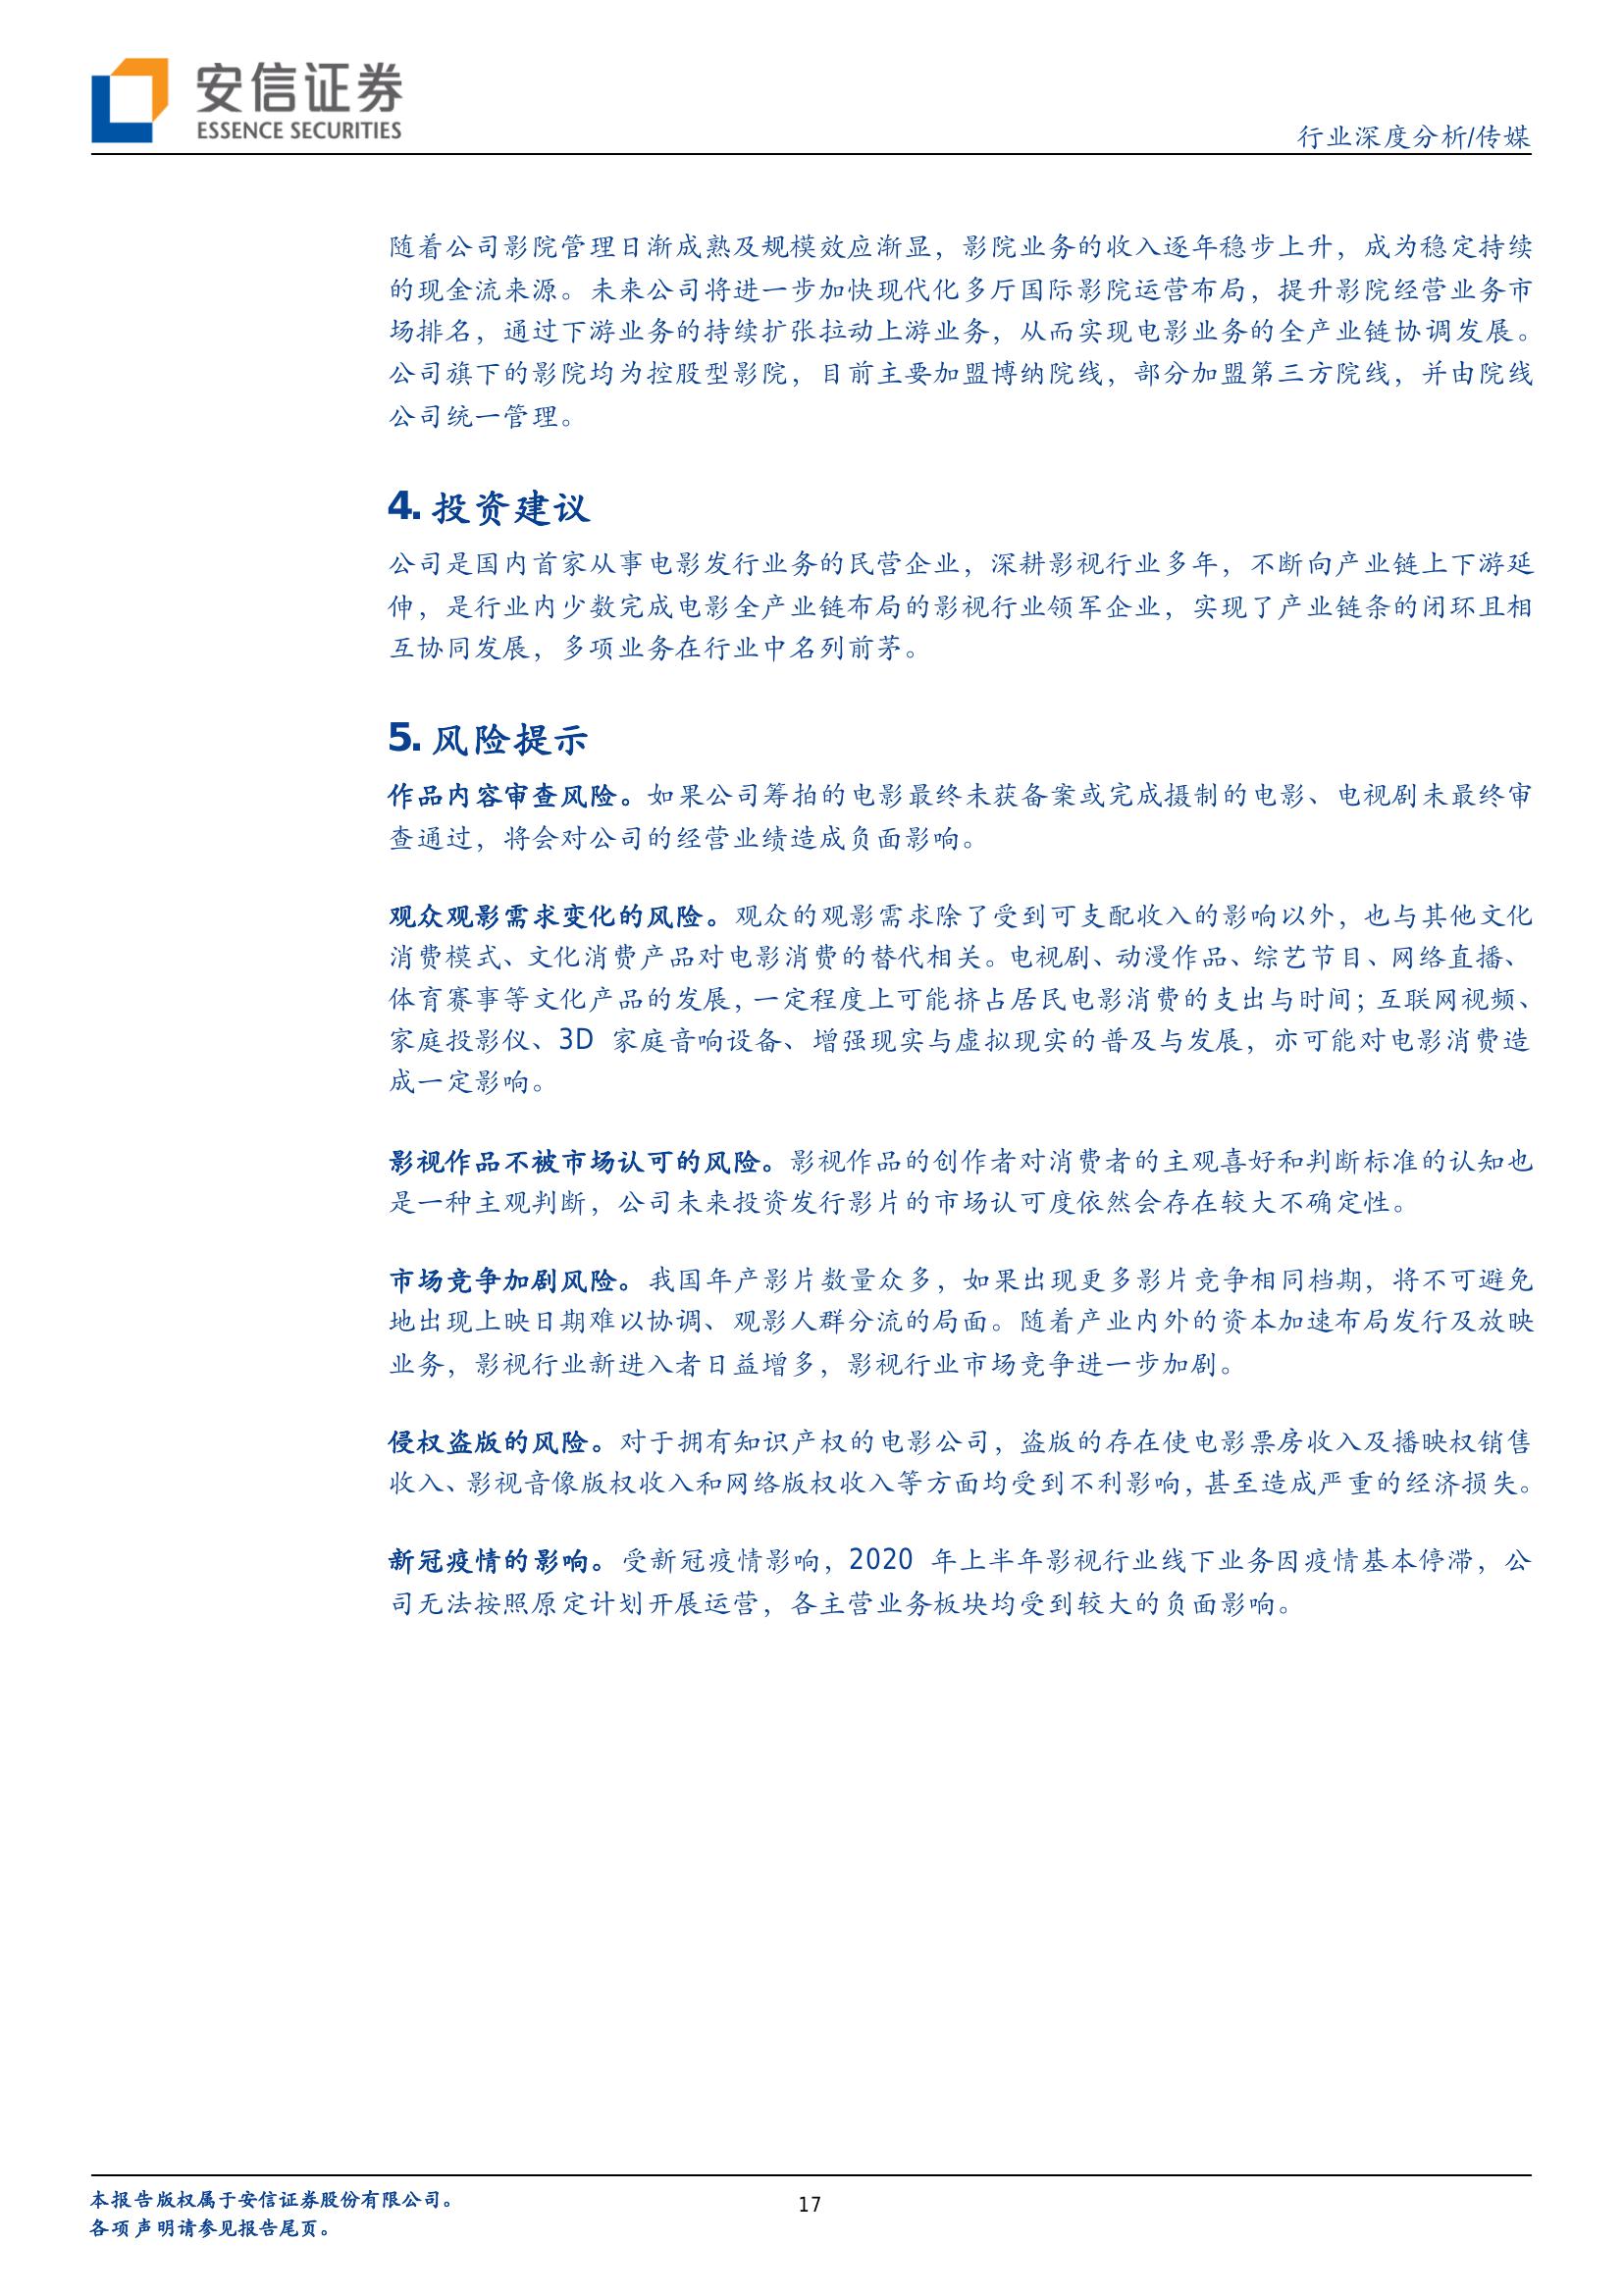 安信证券
ESSENCE SECURITIES
行业深度分析/传媒
随着公司影院管理日渐成熟及规模效应渐显，影院业务的收入逐年稳步上升，成为稳定持续
的现金流来源。未来公司将进一步加快现代化多厅国际影院运营布局，提升影院经营业务市
场排名，通过下游业务的持续扩张拉动上游业务，从而实现电影业务的全产业链协调发展。
公司旗下的影院均为控股型影院，目前主要加盟博纳院线，部分加盟第三方院线，并由院线
公司统一管理。
4. 投资建议
公司是国内首家从事电影发行业务的民营企业，深耕影视行业多年，不断向产业链上下游延
伸，是行业内少数完成电影全产业链布局的影视行业领军企业，实现了产业链条的闭环且相
互协同发展，多项业务在行业中名列前茅。
5. 风险提示
作品内容审查风险。如果公司筹拍的电影最终未获备案或完成摄制的电影、电视剧未最终审
查通过，将会对公司的经营业绩造成负面影响。
观众观影需求变化的风险。观众的观影需求除了受到可支配收入的影响以外，也与其他文化
消费模式、文化消费产品对电影消费的替代相关。电视剧、动漫作品、综艺节目、网络直播、
体育赛事等文化产品的发展，一定程度上可能挤占居民电影消费的支出与时间；互联网视频、
家庭投影仪、3D 家庭音响设备、增强现实与虚拟现实的普及与发展，亦可能对电影消费造
成一定影响。
影视作品不被市场认可的风险。影视作品的创作者对消费者的主观喜好和判断标准的认知也
是一种主观判断，公司未来投资发行影片的市场认可度依然会存在较大不确定性。
市场竞争加剧风险。我国年产影片数量众多，如果出现更多影片竞争相同档期，将不可避免
地出现上映日期难以协调、观影人群分流的局面。随着产业内外的资本加速布局发行及放映
业务，影视行业新进入者日益增多，影视行业市场竞争进一步加剧。
侵权盗版的风险。对于拥有知识产权的电影公司，盗版的存在使电影票房收入及播映权销售
收入、影视音像版权收入和网络版权收入等方面均受到不利影响，甚至造成严重的经济损失。
新冠疫情的影响。受新冠疫情影响，2020 年上半年影视行业线下业务因疫情基本停滞，公
司无法按照原定计划开展运营，各主营业务板块均受到较大的负面影响。
本报告版权属于安信证券股份有限公司。
17
各项声明请参见报告尾页。